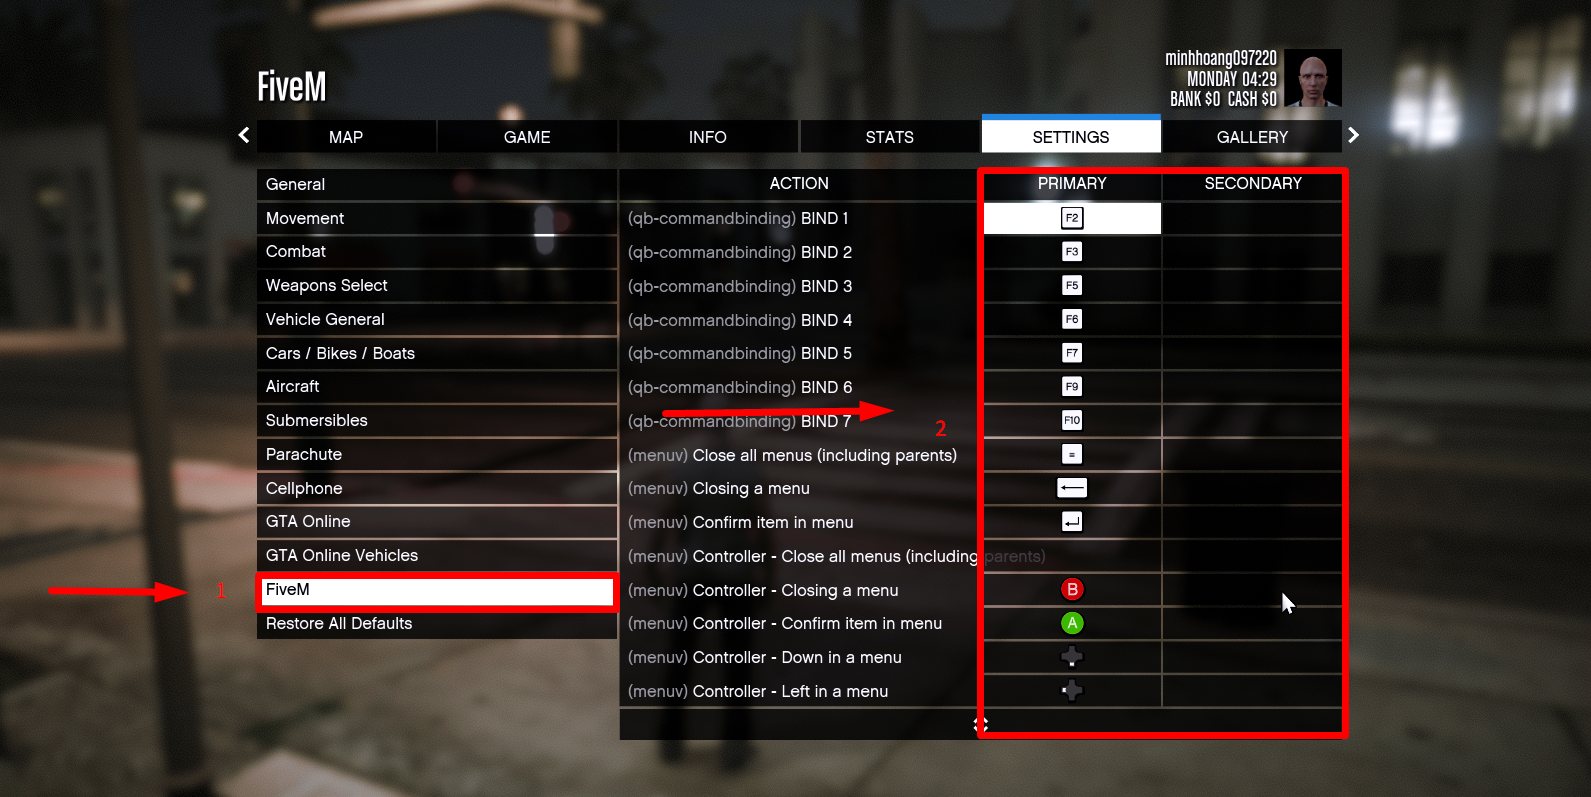 FiveM
minhhoang097220
MONDAY 04:29
BANK $0 CASH $0
MAP GAME INFO STATS SETTINGS GALLERY
General
Movement
Combat
Weapons Select
Vehicle General
Cars / Bikes / Boats
Aircraft
Submersibles
Parachute
Cellphone
GTA Online
GTA Online Vehicles
1
FiveM
Restore All Defaults
ACTION PRIMARY SECONDARY
(qb-commandbinding) BIND 1 F2
(qb-commandbinding) BIND 2 F3
(qb-commandbinding) BIND 3 F5
(qb-commandbinding) BIND 4 F6
(qb-commandbinding) BIND 5 F7
(qb-commandbinding) BIND 6 F9
(qb-commandbinding) BIND 7 F10
2
(menuv) Close all menus (including parents) =
(menuv) Closing a menu
(menuv) Confirm item in menu
(menuv) Controller - Close all menus (including parents)
(menuv) Controller - Closing a menu B
(menuv) Controller - Confirm item in menu A
(menuv) Controller - Down in a menu
(menuv) Controller - Left in a menu